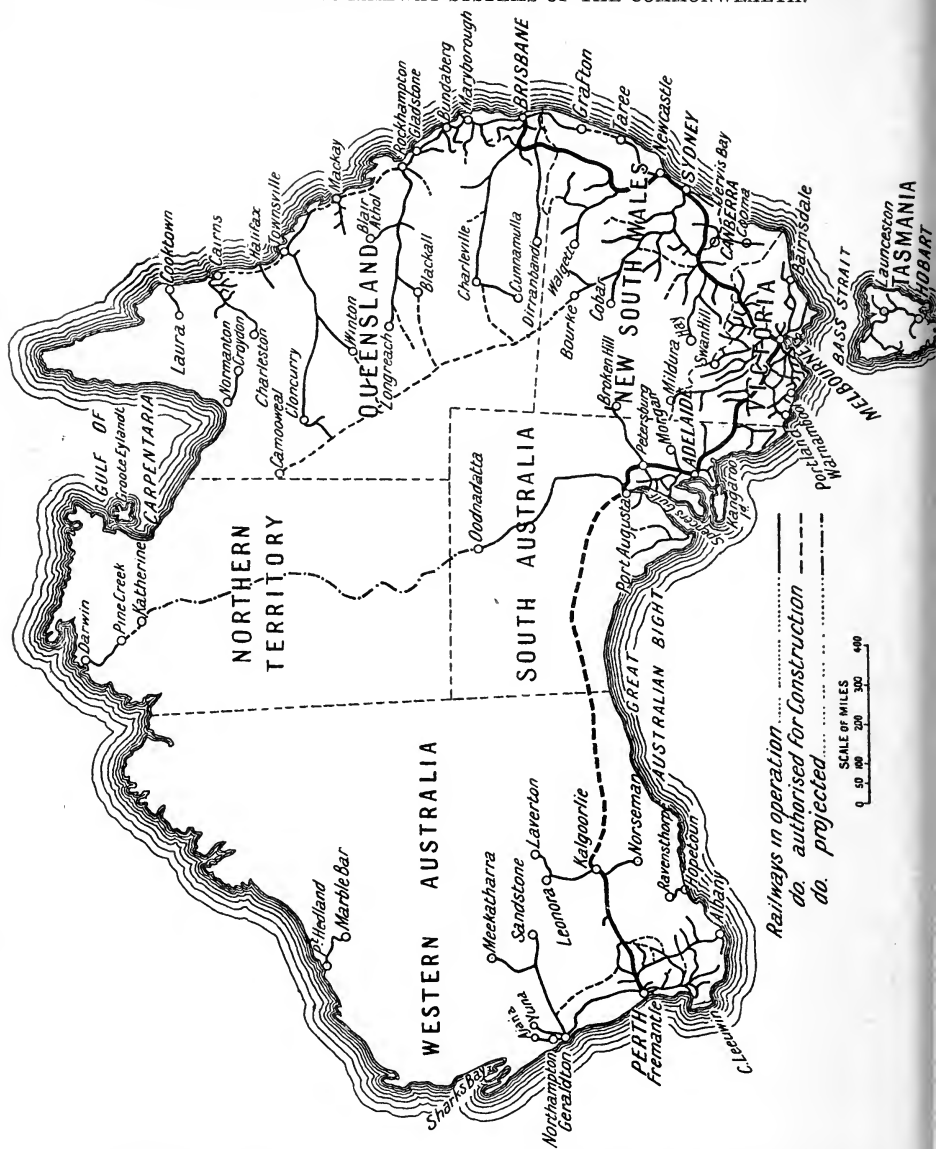 RAILWAY SYSTEMS OF THE COMMONWEALTH.
WESTERN AUSTRALIA
NORTHERN TERRITORY
SOUTH AUSTRALIA
QUEENSLAND
NEW SOUTH WALES
VICTORIA
TASMANIA
GULF OF CARPENTARIA
Groote Eylandt
Darwin
Pine Creek
Katherine
Pt Hedland
Marble Bar
Sharks Bay
Meekatharra
Sandstone
Laverton
Leonora
Kalgoorlie
Norseman
Yuna
Northampton
Geraldton
PERTH
Fremantle
C. Leeuwin
Albany
Hopetoun
Ravensthorpe
GREAT AUSTRALIAN BIGHT
Oodnadatta
Port Augusta
Spencers Gulf
Kangaroo Id
ADELAIDE
Morgan
Petersburg
Broken Hill
Mildura
Hay
Swan Hill
Portland
Warnambool
MELBOURNE
BASS STRAIT
Bairnsdale
Launceston
HOBART
Cooma
CANBERRA
Jervis Bay
SYDNEY
Newcastle
Taree
Grafton
BRISBANE
Maryborough
Bundaberg
Gladstone
Rockhampton
Mackay
Townsville
Halifax
Cairns
Cooktown
Laura
Normanton
Croydon
Charleston
Cloncurry
Winton
Camooweal
Longreach
Blair Athol
Blackall
Charleville
Cunnamulla
Dirranbandi
Walgett
Bourke
Cobar
Railways in operation
do. authorised for Construction
do. projected
SCALE OF MILES
0 50 100 200 300 400